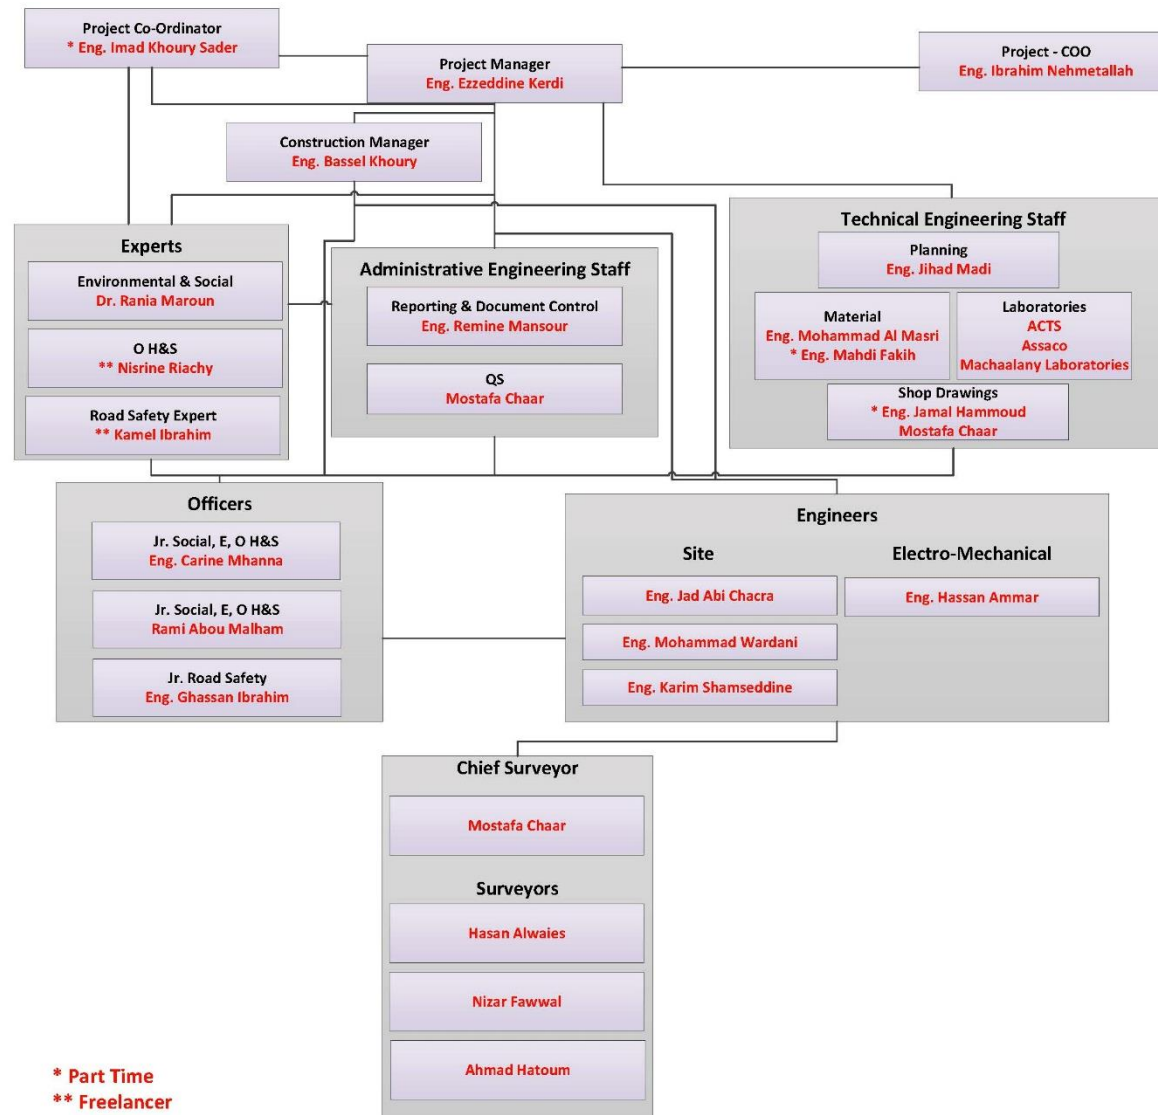 Project Co-Ordinator
* Eng. Imad Khoury Sader
Project Manager
Eng. Ezzeddine Kerdi
Project - COO
Eng. Ibrahim Nehmetallah
Construction Manager
Eng. Bassel Khoury
Experts
Environmental & Social
Dr. Rania Maroun
O H&S
** Nisrine Riachy
Road Safety Expert
** Kamel Ibrahim
Administrative Engineering Staff
Reporting & Document Control
Eng. Remine Mansour
QS
Mostafa Chaar
Technical Engineering Staff
Planning
Eng. Jihad Madi
Material
Eng. Mohammad Al Masri
* Eng. Mahdi Fakih
Laboratories
ACTS
Assaco
Machaalany Laboratories
Shop Drawings
* Eng. Jamal Hammoud
Mostafa Chaar
Officers
Jr. Social, E, O H&S
Eng. Carine Mhanna
Jr. Social, E, O H&S
Rami Abou Malham
Jr. Road Safety
Eng. Ghassan Ibrahim
Engineers
Site
Eng. Jad Abi Chacra
Eng. Mohammad Wardani
Eng. Karim Shamseddine
Electro-Mechanical
Eng. Hassan Ammar
Chief Surveyor
Mostafa Chaar
Surveyors
Hasan Alwaies
Nizar Fawwal
Ahmad Hatoum
* Part Time
** Freelancer